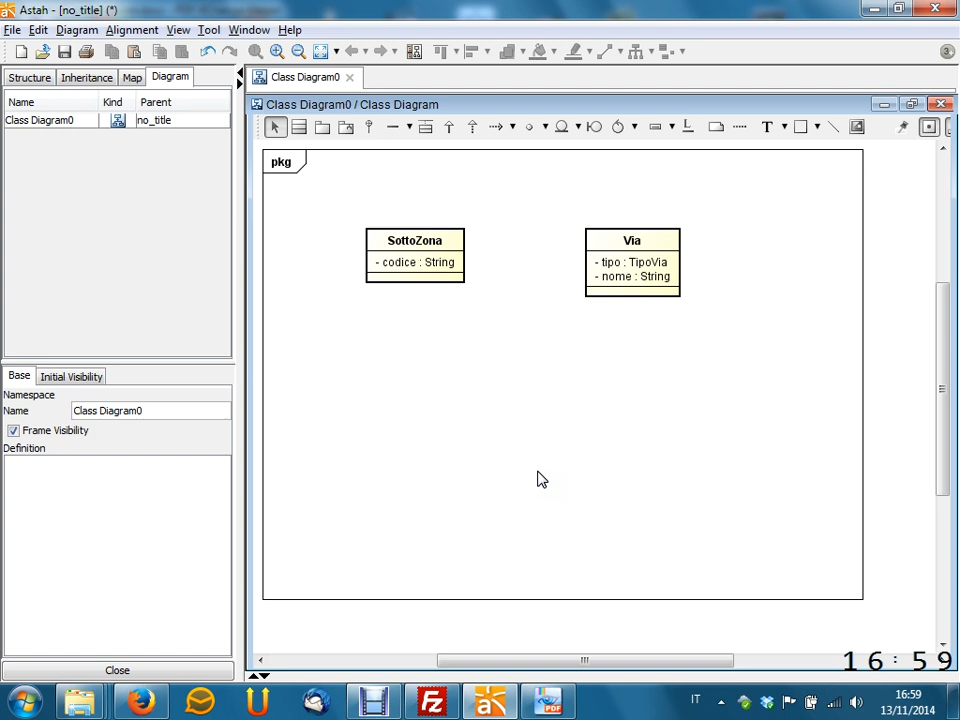 Astah - [no_title] (*)
File Edit Diagram Alignment View Tool Window Help
3
Structure Inheritance Map Diagram
Class Diagram0
Name Kind Parent
Class Diagram0 no_title
Class Diagram0 / Class Diagram
T
pkg
SottoZona
- codice : String
Via
- tipo : TipoVia
- nome : String
Base Initial Visibility
Namespace
Name Class Diagram0
Frame Visibility
Definition
Close
16:59
IT
16:59
13/11/2014
PDF